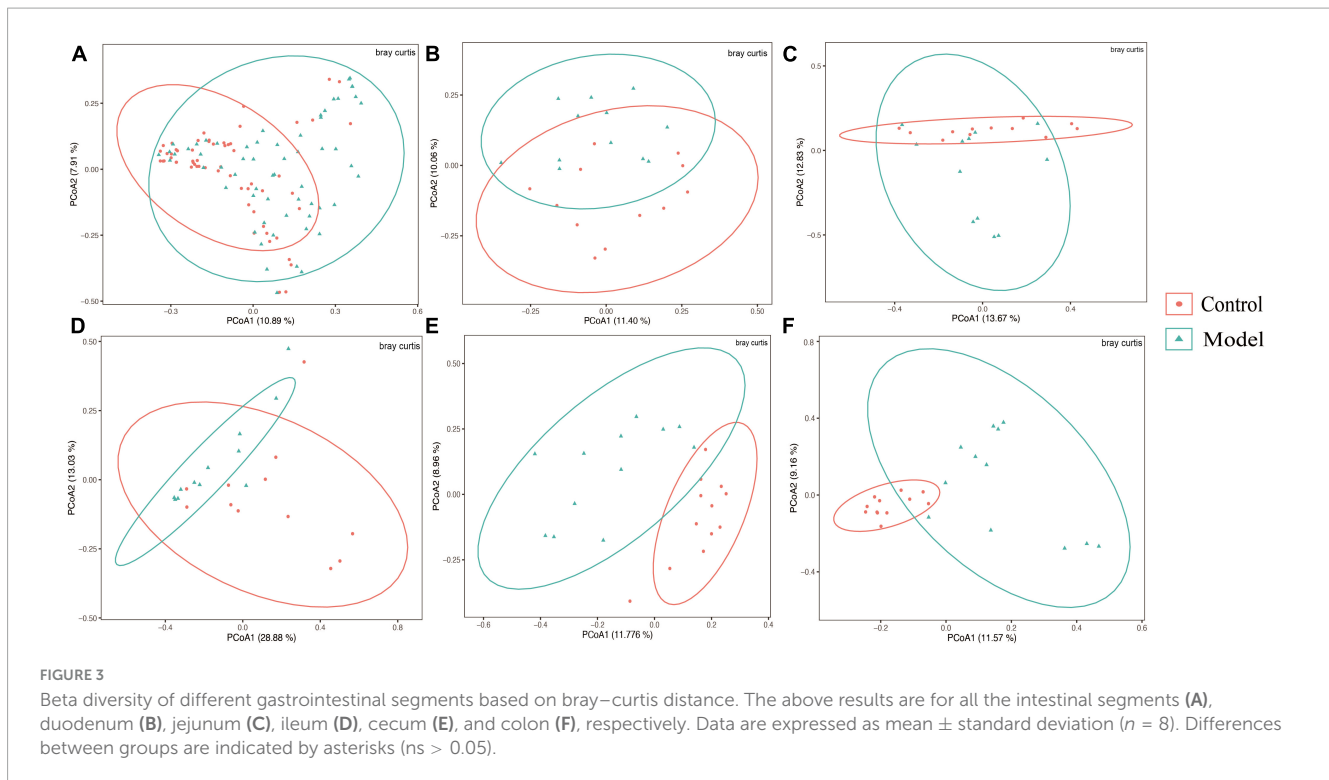 A
bray curtis
PCoA2 (7.91 %)
0.25
0.00
−0.25
−0.50
−0.3
0.0
0.3
0.6
PCoA1 (10.89 %)
B
bray curtis
PCoA2 (10.06 %)
0.25
0.00
−0.25
−0.50
−0.25
0.00
0.25
0.50
PCoA1 (11.40 %)
C
bray curtis
PCoA2 (12.83 %)
0.5
0.0
−0.5
−0.4
0.0
0.4
PCoA1 (13.67 %)
Control
Model
D
bray curtis
PCoA2 (13.03 %)
0.50
0.25
0.00
−0.25
−0.50
−0.4
0.0
0.4
0.8
PCoA1 (28.88 %)
E
bray curtis
PCoA2 (8.96 %)
0.50
0.25
0.00
−0.25
−0.6
−0.4
−0.2
0.0
0.2
0.4
PCoA1 (11.776 %)
F
bray curtis
PCoA2 (9.16 %)
0.8
0.4
0.0
−0.4
−0.2
0.0
0.2
0.4
0.6
PCoA1 (11.57 %)
FIGURE 3
Beta diversity of different gastrointestinal segments based on bray–curtis distance. The above results are for all the intestinal segments (A),
duodenum (B), jejunum (C), ileum (D), cecum (E), and colon (F), respectively. Data are expressed as mean ± standard deviation (n = 8). Differences
between groups are indicated by asterisks (ns > 0.05).